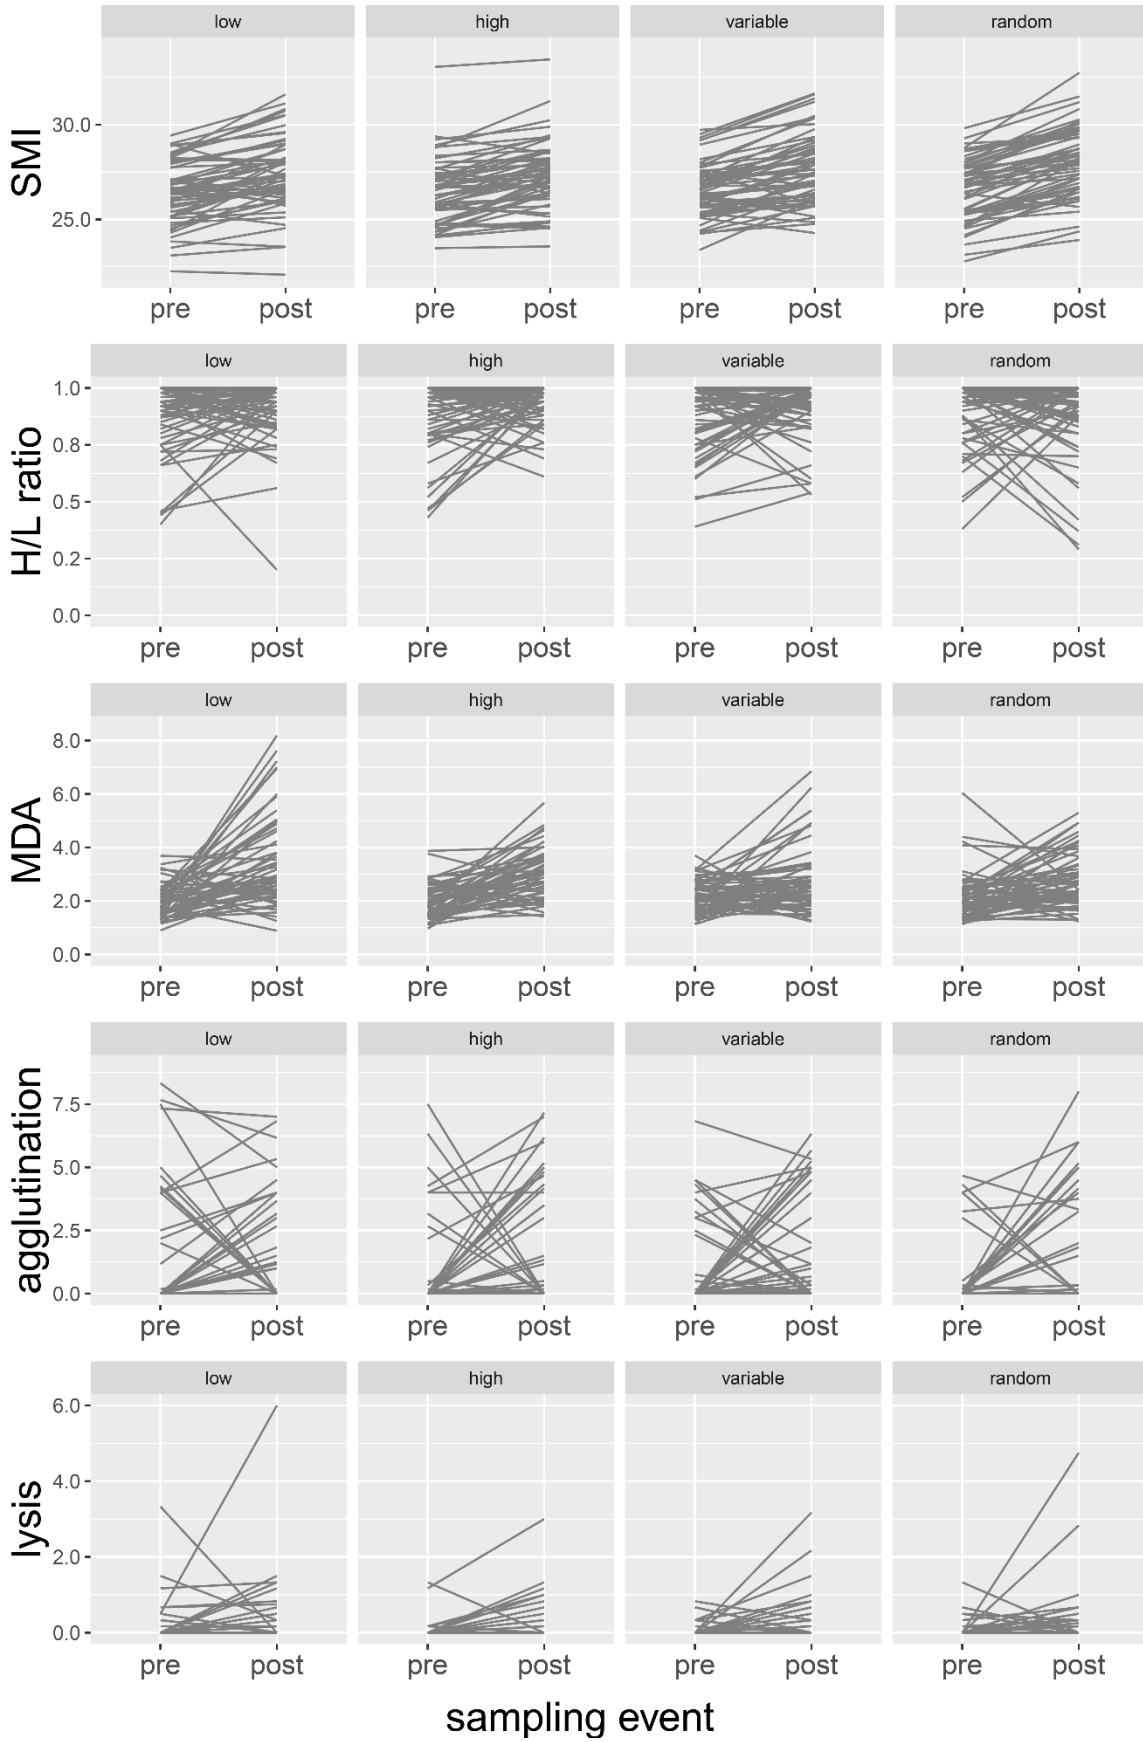 low high variable random
SMI
30.0
25.0
pre post pre post pre post pre post
low high variable random
H/L ratio
1.0
0.8
0.5
0.2
0.0
pre post pre post pre post pre post
low high variable random
MDA
8.0
6.0
4.0
2.0
0.0
pre post pre post pre post pre post
low high variable random
agglutination
7.5
5.0
2.5
0.0
pre post pre post pre post pre post
low high variable random
lysis
6.0
4.0
2.0
0.0
pre post pre post pre post pre post
sampling event